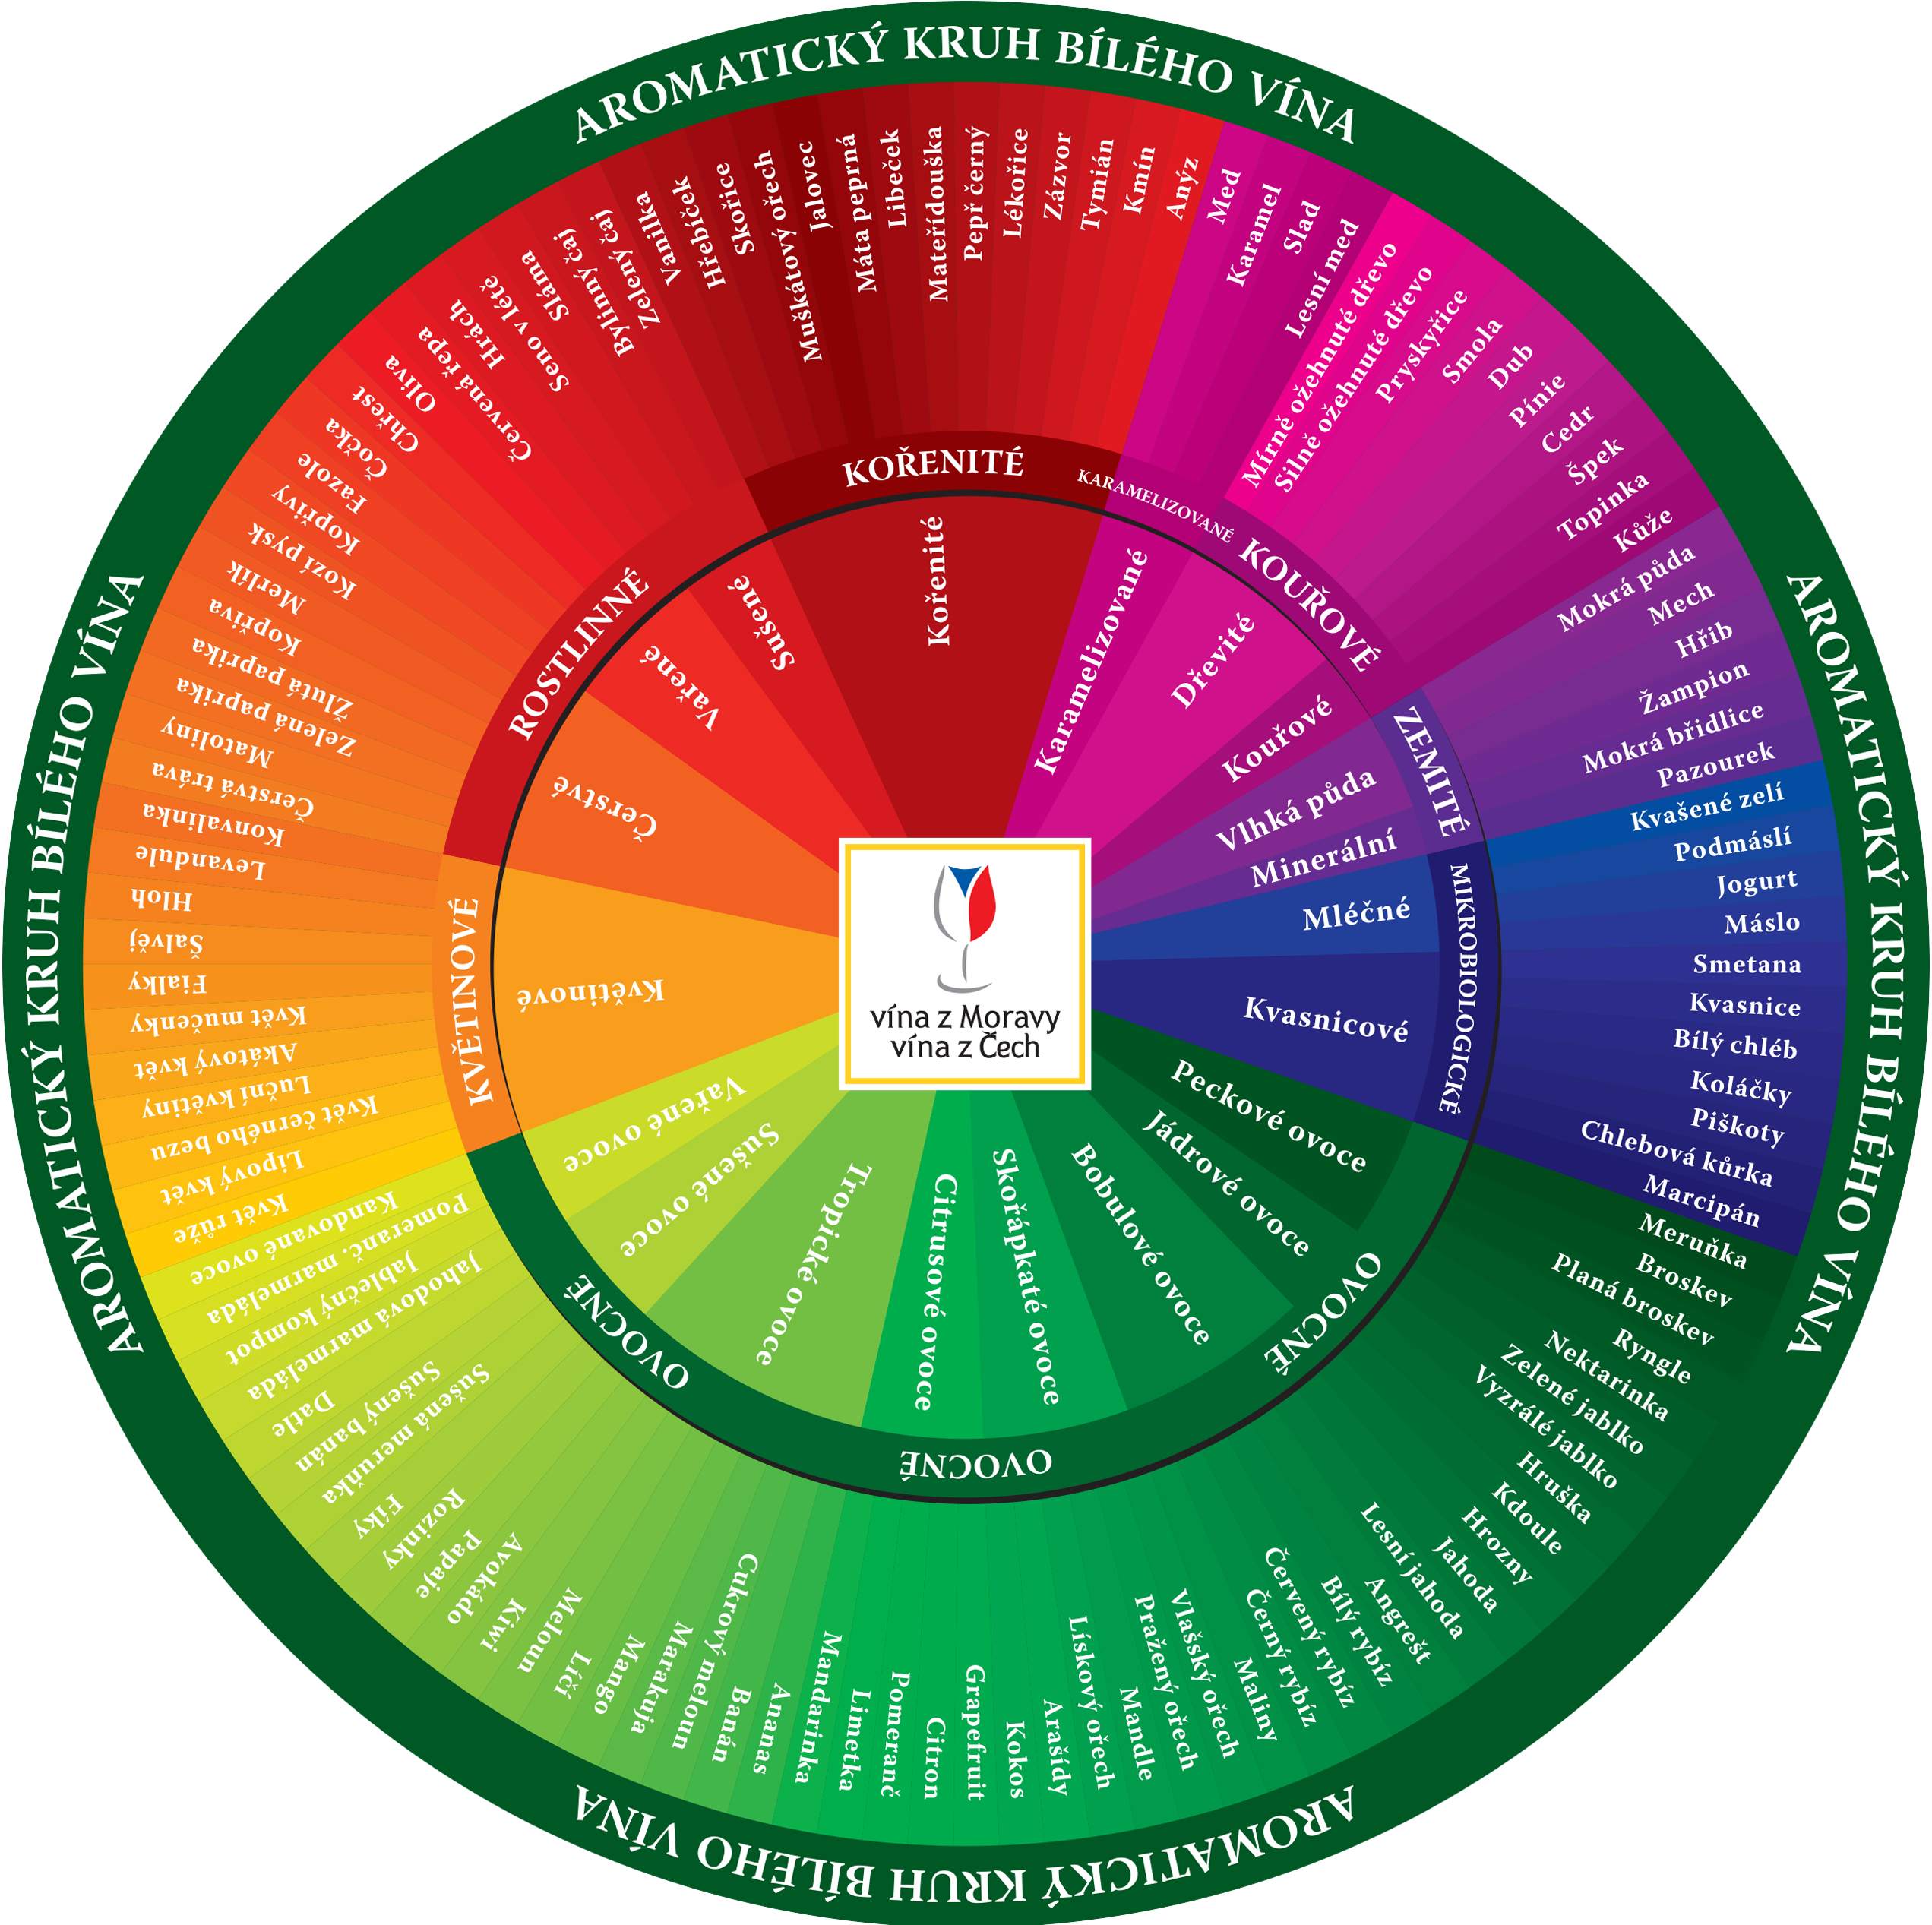 AROMATICKÝ KRUH BÍLÉHO VÍNA
AROMATICKÝ KRUH BÍLÉHO VÍNA
AROMATICKÝ KRUH BÍLÉHO VÍNA
AROMATICKÝ KRUH BÍLÉHO VÍNA
KOŘENITÉ
Kořenité
Vanilka
Hřebíček
Skořice
Muškátový ořech
Jalovec
Máta peprná
Libeček
Mateřídouška
Pepř černý
Lékořice
Zázvor
Tymián
Kmín
Anýz
KARAMELIZOVANÉ
Karamelizované
Med
Karamel
Slad
Lesní med
KOUŘOVÉ
Dřevité
Mírně ožehnuté dřevo
Silně ožehnuté dřevo
Pryskyřice
Smola
Dub
Pínie
Cedr
Kouřové
Špek
Topinka
Kůže
ZEMITÉ
Vlhká půda
Mokrá půda
Mech
Hřib
Žampion
Minerální
Mokrá břidlice
Pazourek
MIKROBIOLOGICKÉ
Mléčné
Kvašené zelí
Podmáslí
Jogurt
Máslo
Smetana
Kvasnicové
Kvasnice
Bílý chléb
Koláčky
Piškoty
Chlebová kůrka
Marcipán
OVOCNÉ
OVOCNÉ
OVOCNÉ
Peckové ovoce
Meruňka
Broskev
Planá broskev
Ryngle
Nektarinka
Jádrové ovoce
Zelené jablko
Vyzrálé jablko
Hruška
Kdoule
Bobulové ovoce
Hrozny
Jahoda
Lesní jahoda
Angrešt
Bílý rybíz
Červený rybíz
Černý rybíz
Maliny
Skořápkaté ovoce
Vlašský ořech
Pražený ořech
Mandle
Lískový ořech
Arašídy
Kokos
Citrusové ovoce
Grapefruit
Citron
Pomeranč
Limetka
Mandarinka
Tropické ovoce
Ananas
Banán
Cukrový meloun
Marakuja
Mango
Líčí
Meloun
Kiwi
Avokádo
Papaje
Sušené ovoce
Rozinky
Fíky
Sušená meruňka
Sušený banán
Datle
Vařené ovoce
Jahodová marmeláda
Jablečný kompot
Pomeranč. marmeláda
Kandované ovoce
KVĚTINOVÉ
Květinové
Květ růže
Lipový květ
Květ černého bezu
Luční květiny
Akátový květ
Květ mučenky
Fialky
Šalvěj
Hloh
Levandule
Konvalinka
ROSTLINNÉ
Čerstvé
Čerstvá tráva
Matoliny
Zelená paprika
Žlutá paprika
Kopřiva
Merlík
Kozí pysk
Vařené
Kopřivy
Fazole
Čočka
Chřest
Oliva
Červená řepa
Hrách
Sušené
Seno v létě
Sláma
Bylinný čaj
Zelený čaj
vína z Moravy
vína z Čech